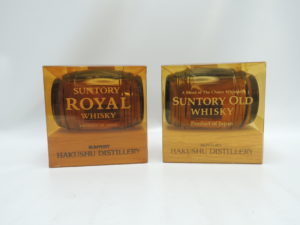 SUNTORY
ROYAL
WHISKY
Product of Japan
SUNTORY
HAKUSHU DISTILLERY
A Blend of The Choice Whiskies
SUNTORY OLD
WHISKY
Product of Japan
SUNTORY
HAKUSHU DISTILLERY